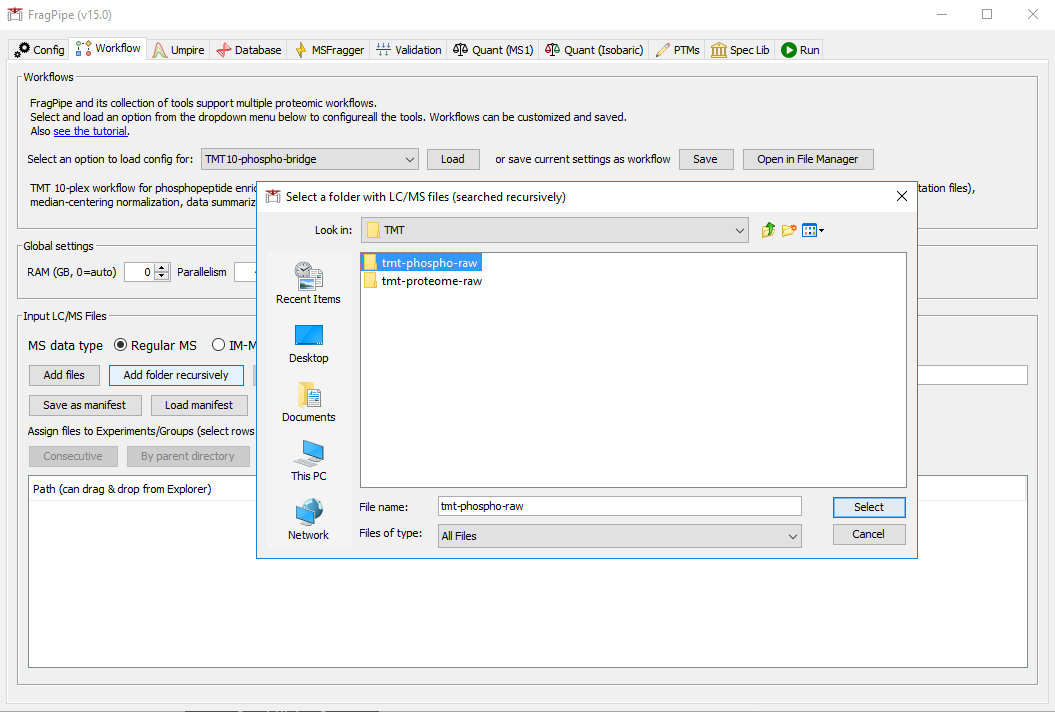 FragPipe (v15.0)
Config Workflow Umpire Database MSFragger Validation Quant (MS1) Quant (Isobaric) PTMs Spec Lib Run
Workflows
FragPipe and its collection of tools support multiple proteomic workflows.
Select and load an option from the dropdown menu below to configureall the tools. Workflows can be customized and saved.
Also see the tutorial.
Select an option to load config for: TMT10-phospho-bridge Load or save current settings as workflow Save Open in File Manager
TMT 10-plex workflow for phosphopeptide tation files),
median-centering normalization, data
Select a folder with LC/MS files (searched recursively)
Look in: TMT
tmt-phospho-raw
tmt-proteome-raw
Recent Items
Desktop
Documents
This PC
Network
File name: tmt-phospho-raw Select
Files of type: All Files Cancel
Global settings
RAM (GB, 0=auto) 0 Parallelism
Input LC/MS Files
MS data type Regular MS IM-M
Add files Add folder recursively
Save as manifest Load manifest
Assign files to Experiments/Groups (select rows
Consecutive By parent directory
Path (can drag & drop from Explorer)